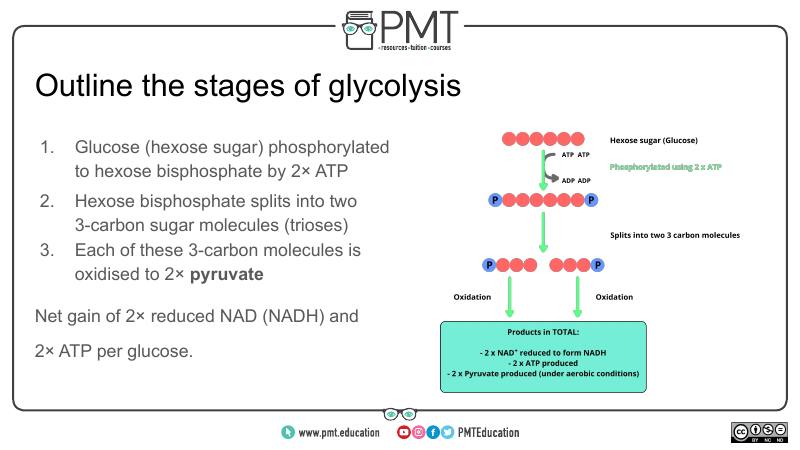 PMT
resources·tuition·courses
Outline the stages of glycolysis
1. Glucose (hexose sugar) phosphorylated
to hexose bisphosphate by 2× ATP
2. Hexose bisphosphate splits into two
3-carbon sugar molecules (trioses)
3. Each of these 3-carbon molecules is
oxidised to 2× pyruvate
Net gain of 2× reduced NAD (NADH) and
2× ATP per glucose.
Hexose sugar (Glucose)
ATP ATP
Phosphorylated using 2 x ATP
ADP ADP
P P
Splits into two 3 carbon molecules
P P
Oxidation Oxidation
Products in TOTAL:
- 2 x NAD⁺ reduced to form NADH
- 2 x ATP produced
- 2 x Pyruvate produced (under aerobic conditions)
www.pmt.education PMTEducation
cc BY NC ND